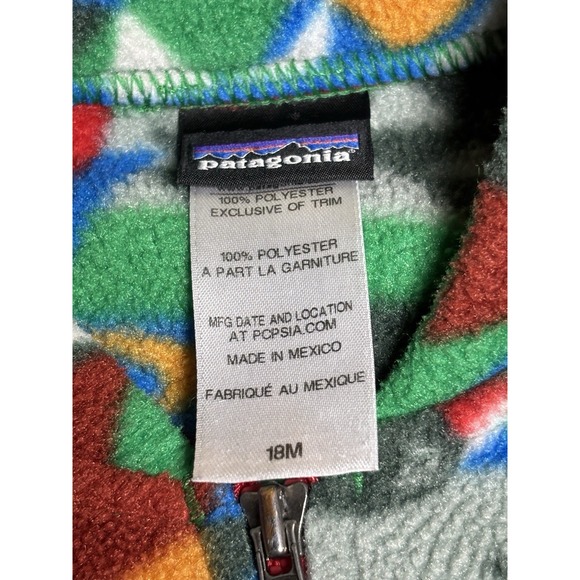 patagonia
100% POLYESTER
EXCLUSIVE OF TRIM
100% POLYESTER
A PART LA GARNITURE
MFG DATE AND LOCATION
AT PCPSIA.COM
MADE IN MEXICO
FABRIQUÉ AU MEXIQUE
18M